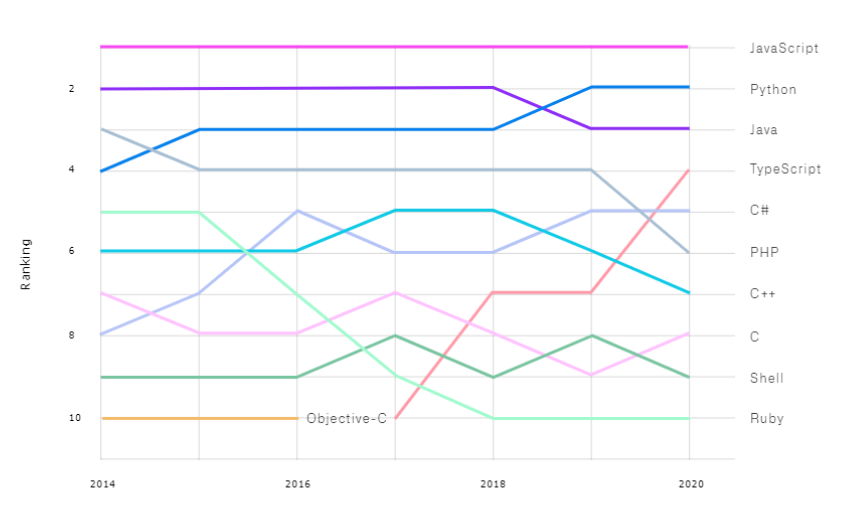 JavaScript
2
Python
Java
4
TypeScript
C#
Ranking
6
PHP
C++
8
C
Shell
10
Objective-C
Ruby
2014
2016
2018
2020